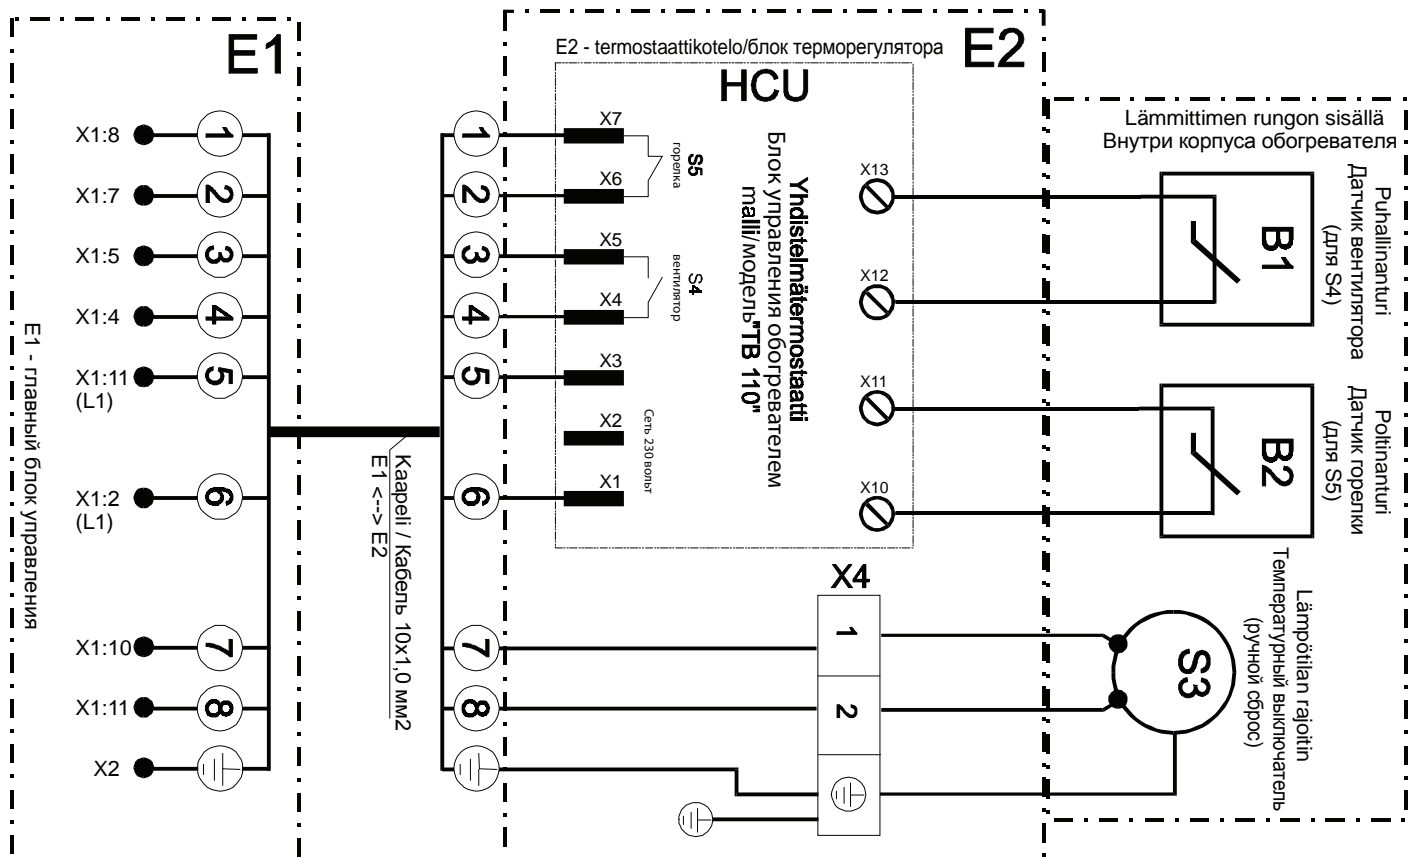 E1
X1:8
1
X1:7
2
X1:5
3
X1:4
4
X1:11
(L1)
5
X1:2
(L1)
6
X1:10
7
X1:11
8
X2
E1 - главный блок управления
Kaapeli / Кабель 10x1,0 мм2
E1 <--> E2
E2
E2 - termostaattikotelo/блок терморегулятора
HCU
1
X7
2
X6
S5
горелка
3
X5
4
X4
S4
вентилятор
5
X3
X2
Сеть 230 вольт
6
X1
7
8
Yhdistelmätermostaatti
Блок управления обогревателем
malli/модель"TB 110"
X13
X12
X11
X10
X4
1
2
Lämmittimen rungon sisällä
Внутри корпуса обогревателя
B1
Puhallinanturi
Датчик вентилятора
(для S4)
B2
Poltinanturi
Датчик горелки
(для S5)
S3
Lämpötilan rajoitin
Температурный выключатель
(ручной сброс)